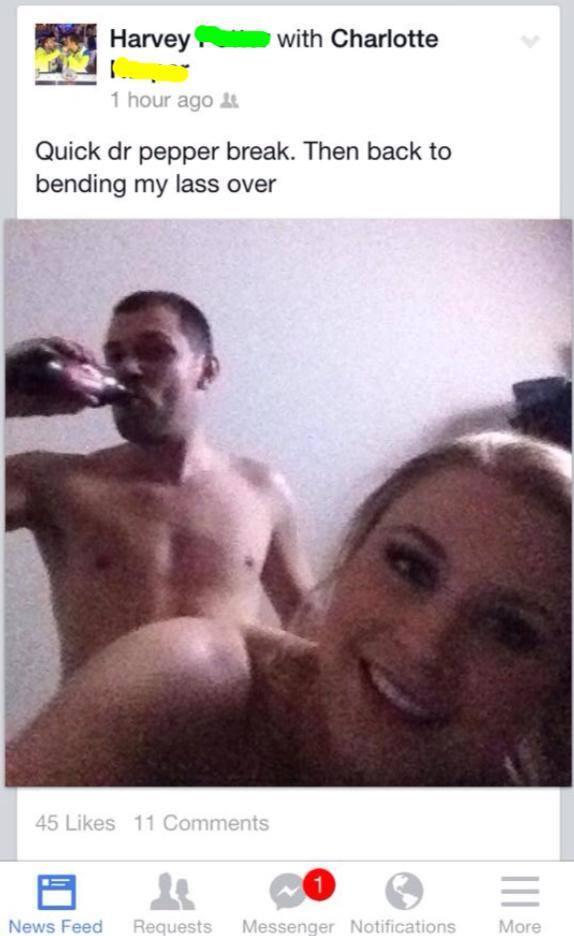 Harvey with Charlotte
1 hour ago
Quick dr pepper break. Then back to
bending my lass over
45 Likes 11 Comments
1
News Feed Requests Messenger Notifications More